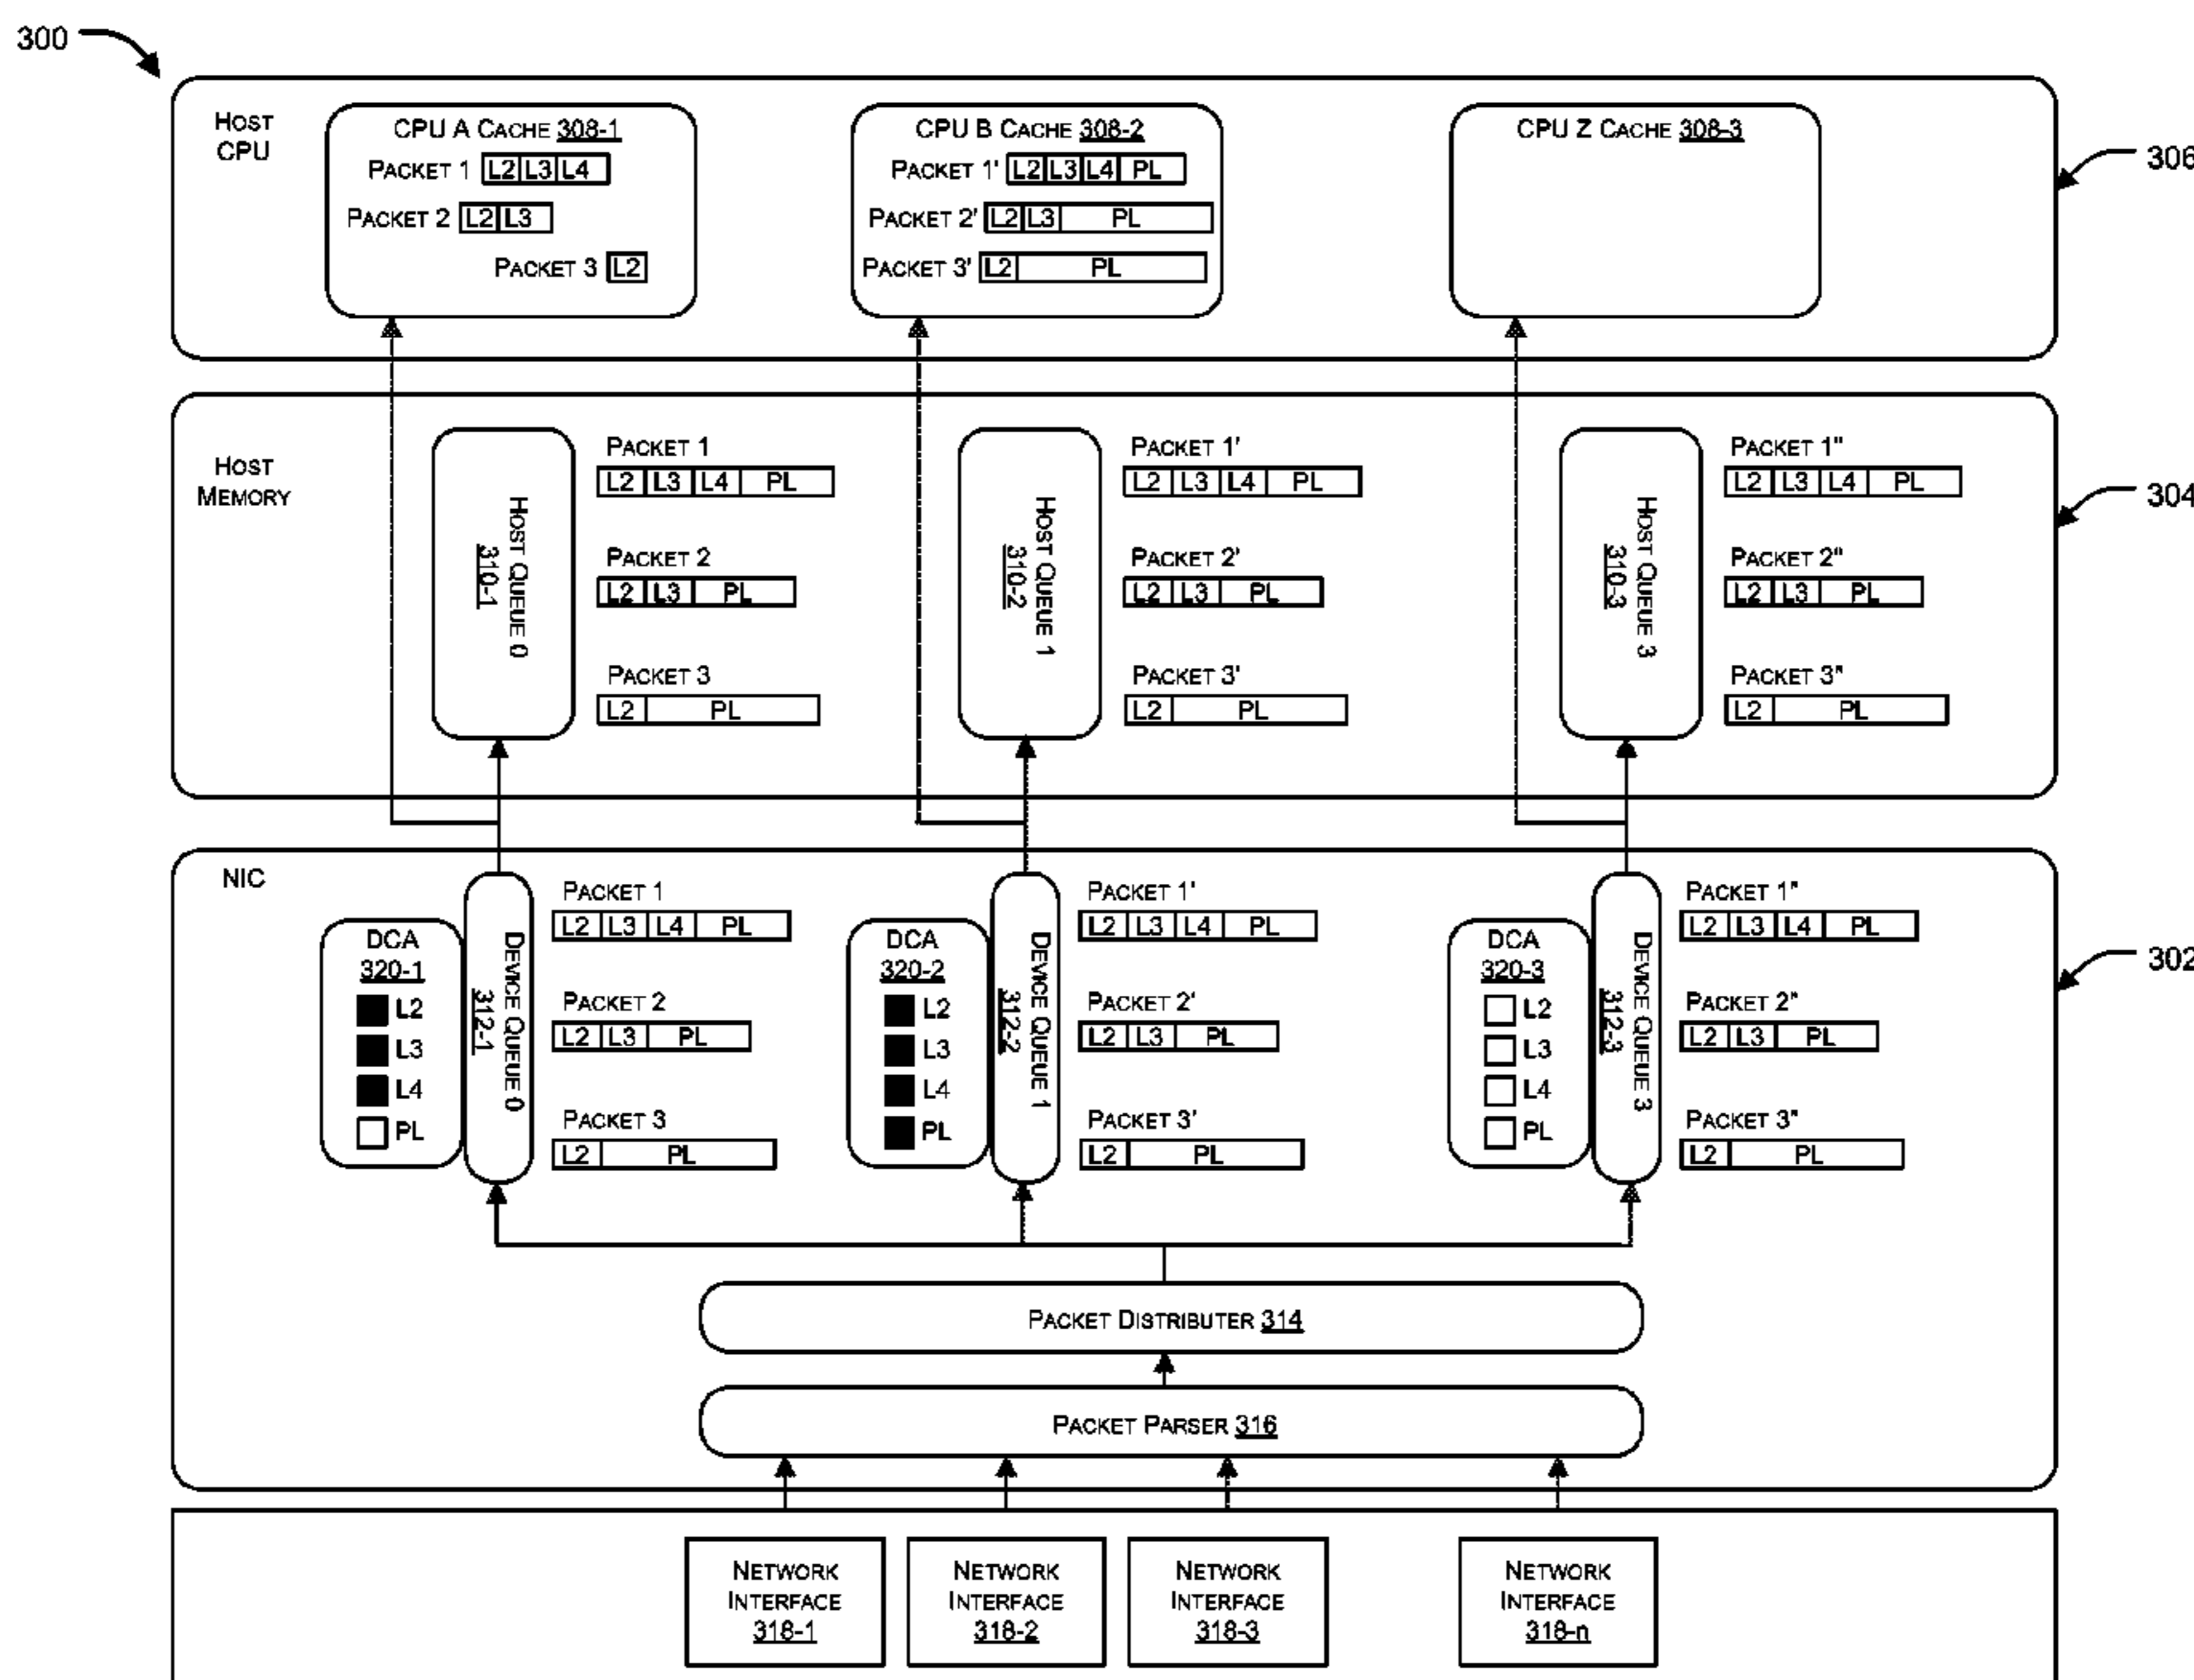 300
HOST
CPU
CPU A CACHE 308-1
PACKET 1 L2 L3 L4
PACKET 2 L2 L3
PACKET 3 L2
CPU B CACHE 308-2
PACKET 1' L2 L3 L4 PL
PACKET 2' L2 L3 PL
PACKET 3' L2 PL
CPU Z CACHE 308-3
306
HOST
MEMORY
HOST QUEUE 0
310-1
PACKET 1
L2 L3 L4 PL
PACKET 2
L2 L3 PL
PACKET 3
L2 PL
HOST QUEUE 1
310-2
PACKET 1'
L2 L3 L4 PL
PACKET 2'
L2 L3 PL
PACKET 3'
L2 PL
HOST QUEUE 3
310-3
PACKET 1"
L2 L3 L4 PL
PACKET 2"
L2 L3 PL
PACKET 3"
L2 PL
304
NIC
DCA
320-1
L2
L3
L4
PL
DEVICE QUEUE 0
312-1
PACKET 1
L2 L3 L4 PL
PACKET 2
L2 L3 PL
PACKET 3
L2 PL
DCA
320-2
L2
L3
L4
PL
DEVICE QUEUE 1
312-2
PACKET 1'
L2 L3 L4 PL
PACKET 2'
L2 L3 PL
PACKET 3'
L2 PL
DCA
320-3
L2
L3
L4
PL
DEVICE QUEUE 3
312-3
PACKET 1"
L2 L3 L4 PL
PACKET 2"
L2 L3 PL
PACKET 3"
L2 PL
302
PACKET DISTRIBUTER 314
PACKET PARSER 316
NETWORK
INTERFACE
318-1
NETWORK
INTERFACE
318-2
NETWORK
INTERFACE
318-3
NETWORK
INTERFACE
318-n